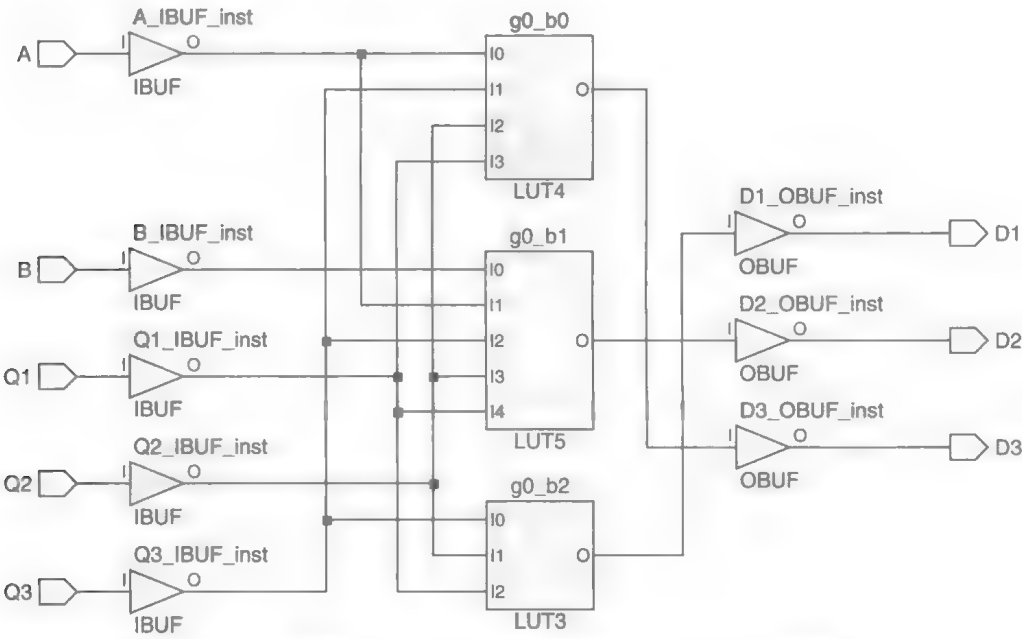 A_IBUF_inst
A
I
O
IBUF
g0_b0
I0
I1
I2
I3
O
LUT4
B_IBUF_inst
B
I
O
IBUF
g0_b1
I0
I1
I2
I3
I4
O
LUT5
Q1_IBUF_inst
Q1
I
O
IBUF
Q2_IBUF_inst
Q2
I
O
IBUF
g0_b2
I0
I1
I2
O
LUT3
Q3_IBUF_inst
Q3
I
O
IBUF
D1_OBUF_inst
I
O
D1
OBUF
D2_OBUF_inst
I
O
D2
OBUF
D3_OBUF_inst
I
O
D3
OBUF